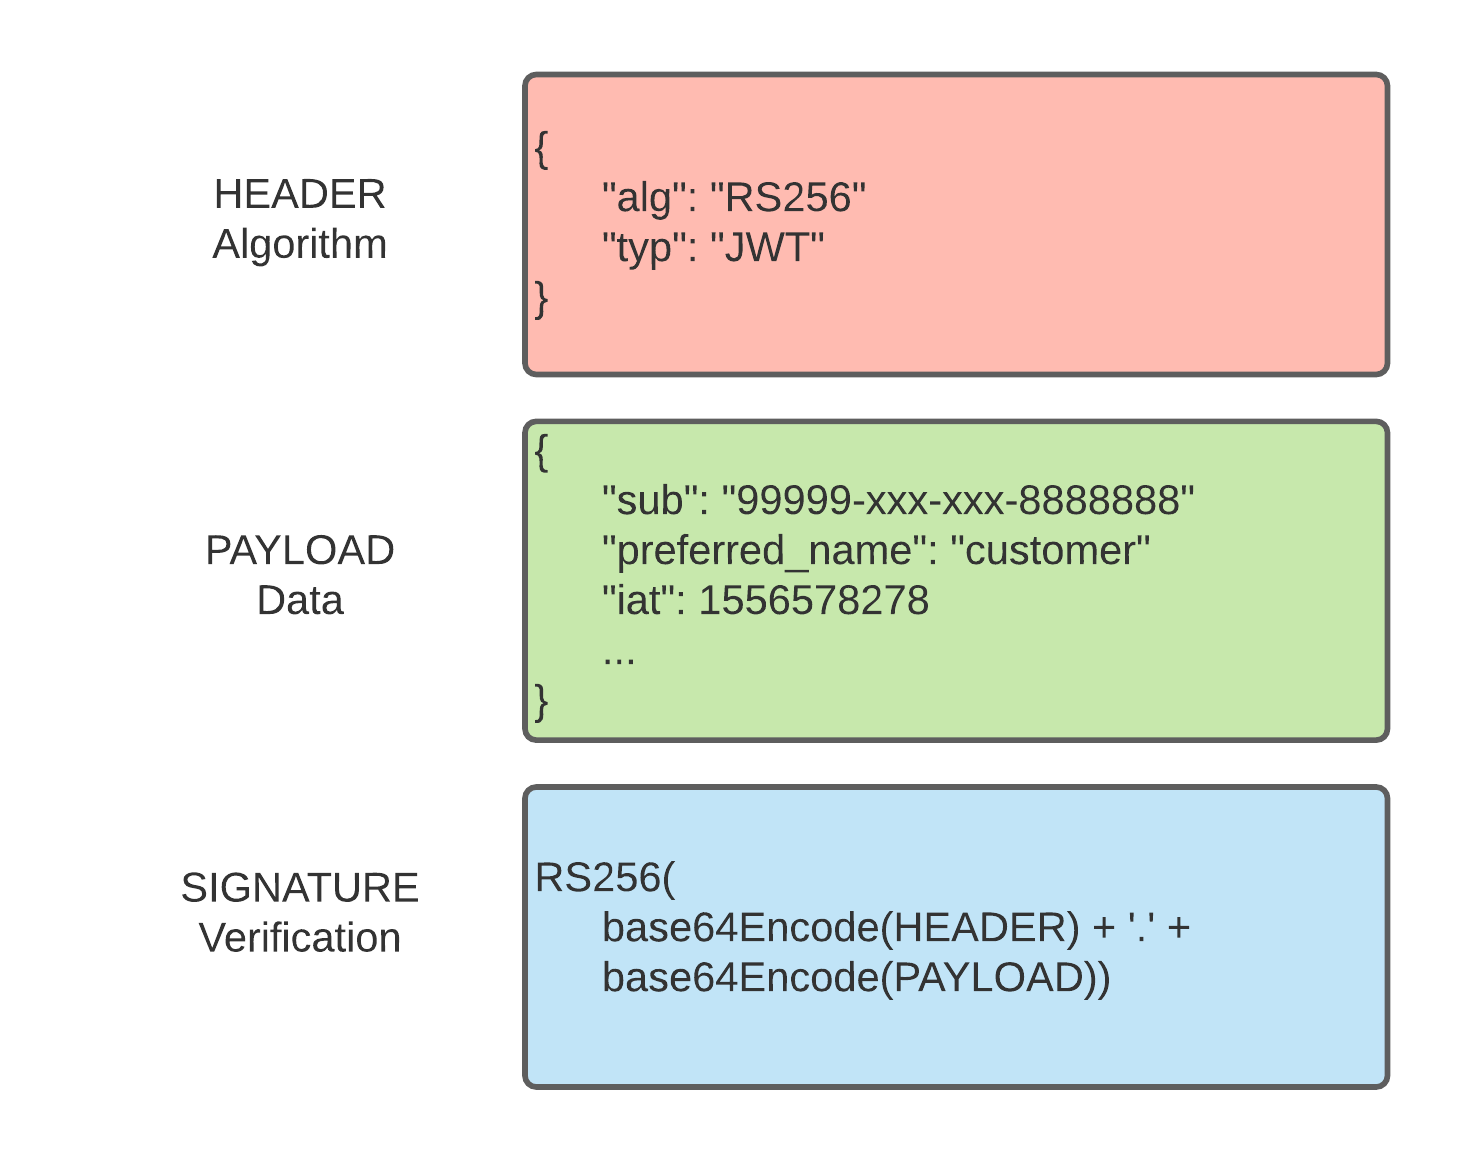 HEADER
Algorithm
{
"alg": "RS256"
"typ": "JWT"
}
PAYLOAD
Data
{
"sub": "99999-xxx-xxx-8888888"
"preferred_name": "customer"
"iat": 1556578278
...
}
SIGNATURE
Verification
RS256(
base64Encode(HEADER) + '.' +
base64Encode(PAYLOAD))